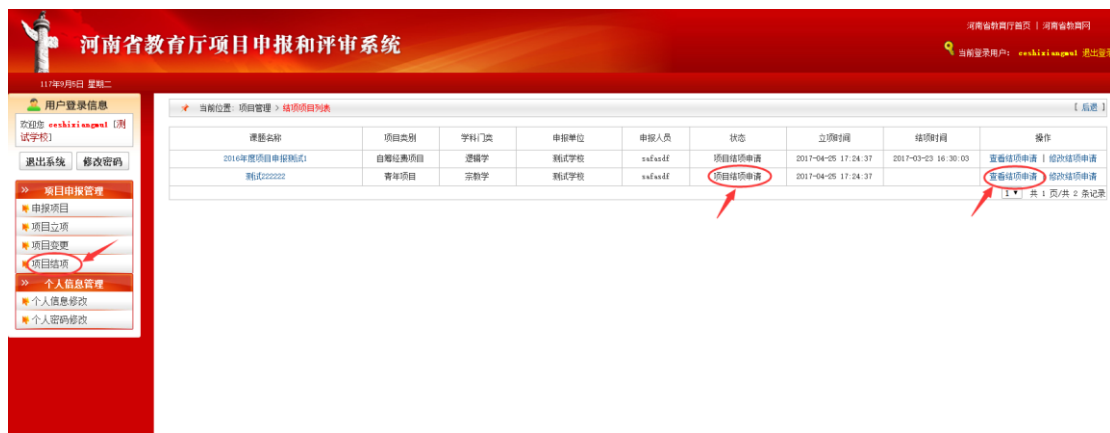 河南省教育厅首页 | 河南省教育网
河南省教育厅项目申报和评审系统
当前登录用户： ceshixiangmu1 退出登录
117年9月5日 星期二
用户登录信息
欢迎您 ceshixiangmu1 [测
试学校]
退出系统 修改密码
项目申报管理
申报项目
项目立项
项目变更
项目结项
个人信息管理
个人信息修改
个人密码修改
当前位置：项目管理 > 结项项目列表 [ 后退 ]
课题名称 项目类别 学科门类 申报单位 申报人员 状态 立项时间 结项时间 操作
2016年度项目申报测试1 自筹经费项目 逻辑学 测试学校 safasdf 项目结项申请 2017-04-25 17:24:37 2017-03-23 16:30:03 查看结项申请 | 修改结项申请
测试222222 青年项目 宗教学 测试学校 safasdf 项目结项申请 2017-04-25 17:24:37 查看结项申请 | 修改结项申请
1 共 1 页/共 2 条记录